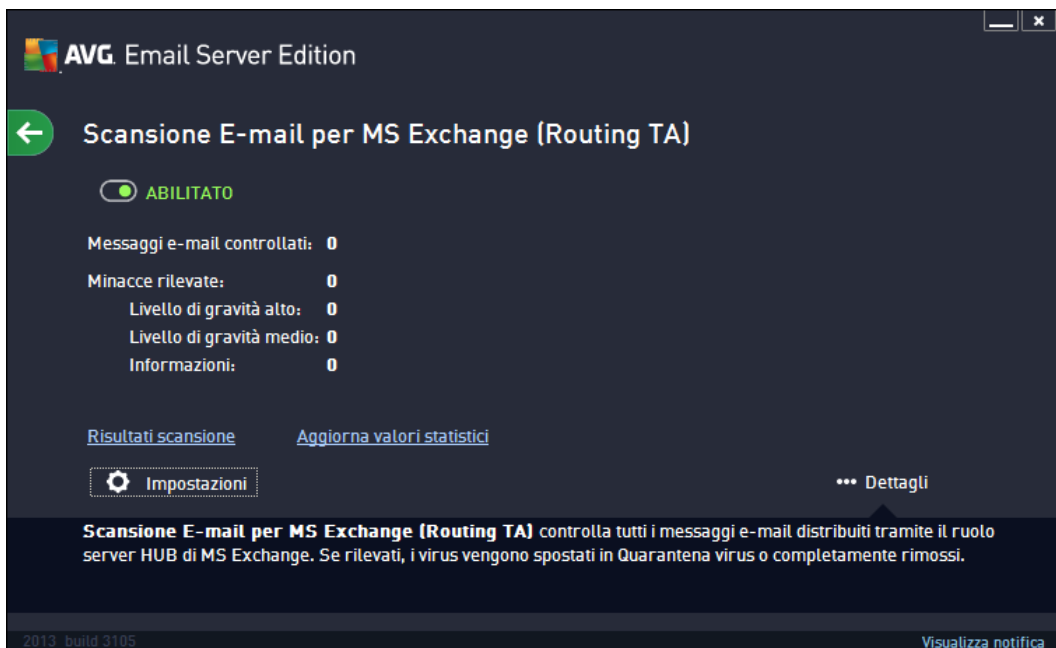 AVG. Email Server Edition
Scansione E-mail per MS Exchange (Routing TA)
ABILITATO
Messaggi e-mail controllati: 0
Minacce rilevate: 0
Livello di gravità alto: 0
Livello di gravità medio: 0
Informazioni: 0
Risultati scansione Aggiorna valori statistici
Impostazioni ••• Dettagli
Scansione E-mail per MS Exchange (Routing TA) controlla tutti i messaggi e-mail distribuiti tramite il ruolo
server HUB di MS Exchange. Se rilevati, i virus vengono spostati in Quarantena virus o completamente rimossi.
2013 build 3105 Visualizza notifica